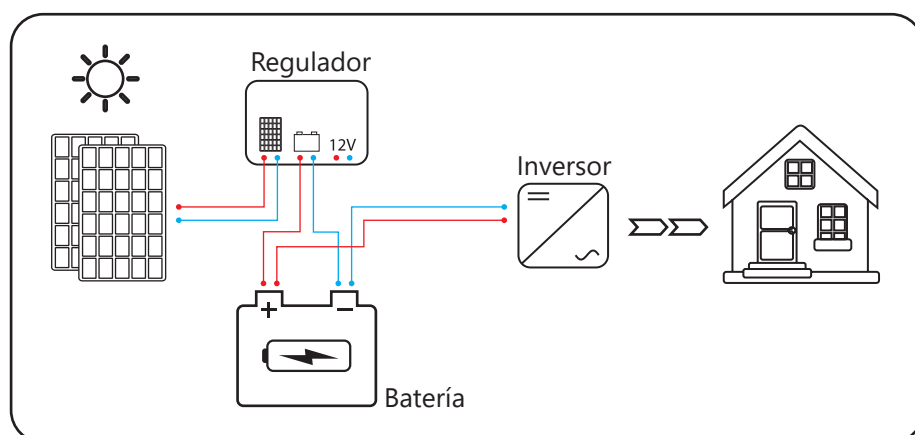 Regulador
12V
Inversor
+ −
Batería